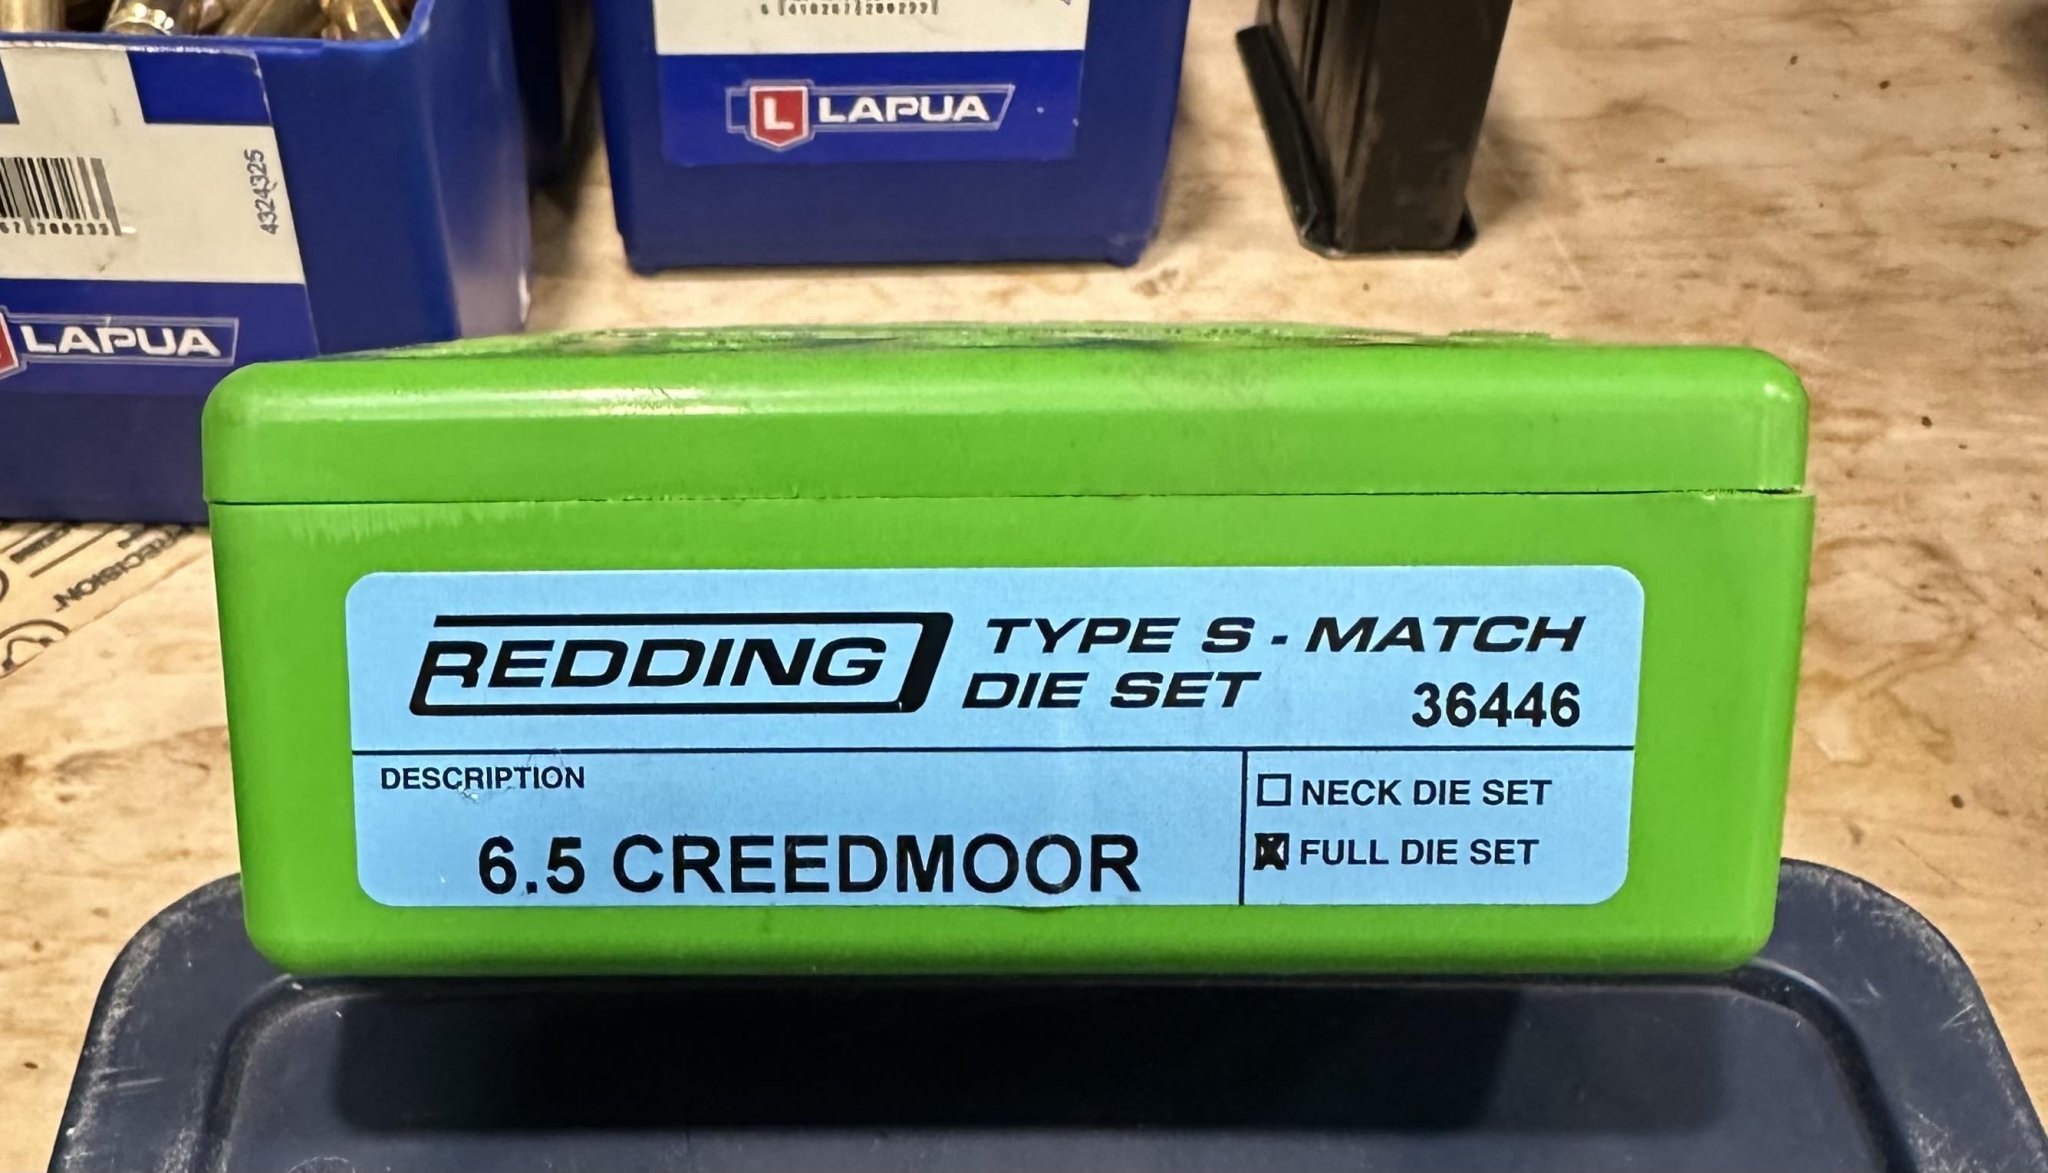 LAPUA
4324325
LAPUA
REDDING
TYPE S - MATCH
DIE SET
36446
DESCRIPTION
6.5 CREEDMOOR
NECK DIE SET
FULL DIE SET